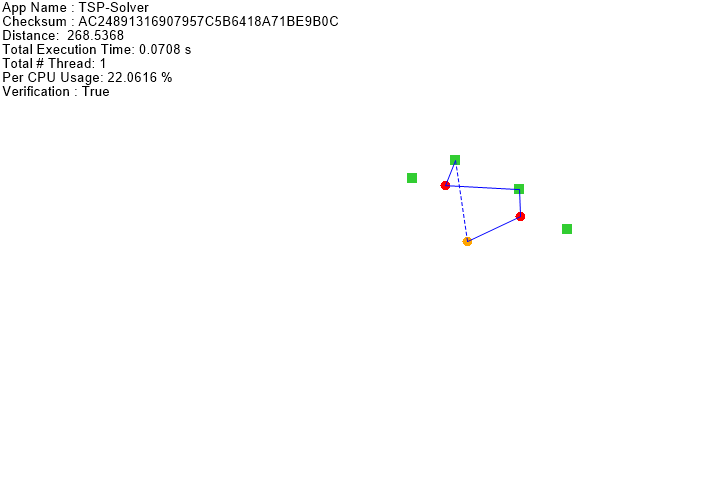 App Name : TSP-Solver
Checksum : AC24891316907957C5B6418A71BE9B0C
Distance:  268.5368
Total Execution Time: 0.0708 s
Total # Thread: 1
Per CPU Usage: 22.0616 %
Verification : True